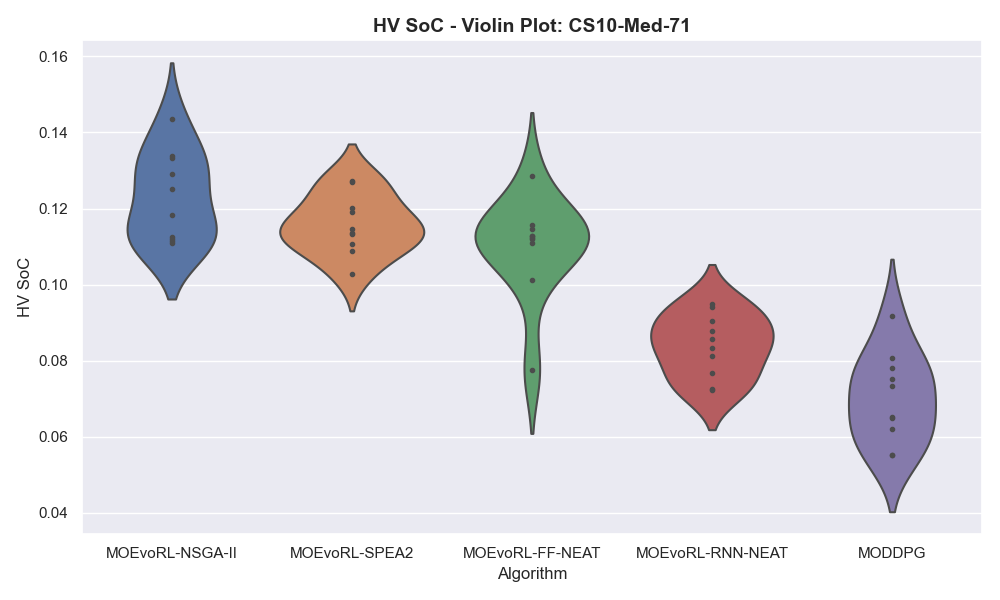 HV SoC - Violin Plot: CS10-Med-71
0.16
0.14
0.12
0.10
0.08
0.06
0.04
HV SoC
MOEvoRL-NSGA-II MOEvoRL-SPEA2 MOEvoRL-FF-NEAT MOEvoRL-RNN-NEAT MODDPG
Algorithm